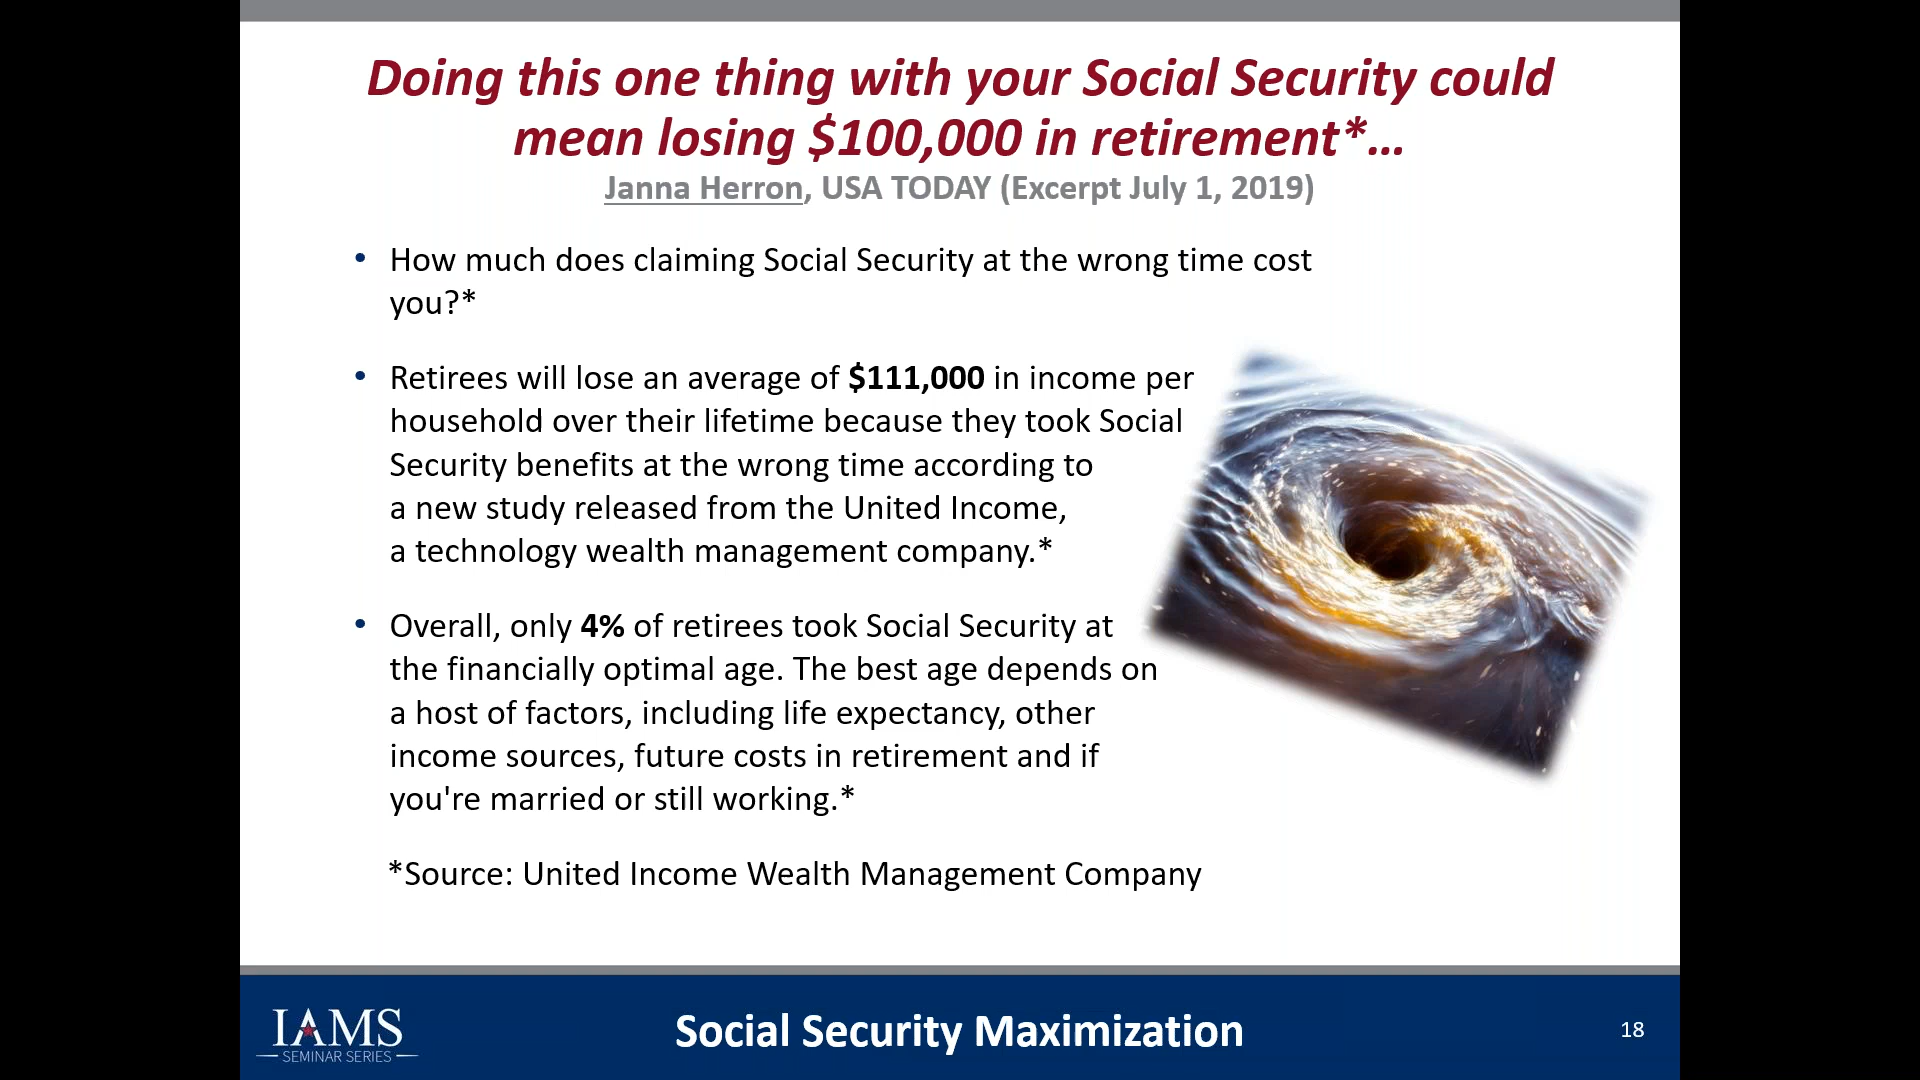 Doing this one thing with your Social Security could
mean losing $100,000 in retirement*...
Janna Herron, USA TODAY (Excerpt July 1, 2019)
• How much does claiming Social Security at the wrong time cost
you?*
• Retirees will lose an average of $111,000 in income per
household over their lifetime because they took Social
Security benefits at the wrong time according to
a new study released from the United Income,
a technology wealth management company.*
• Overall, only 4% of retirees took Social Security at
the financially optimal age. The best age depends on
a host of factors, including life expectancy, other
income sources, future costs in retirement and if
you're married or still working.*
*Source: United Income Wealth Management Company
IAMS
SEMINAR SERIES
Social Security Maximization
18